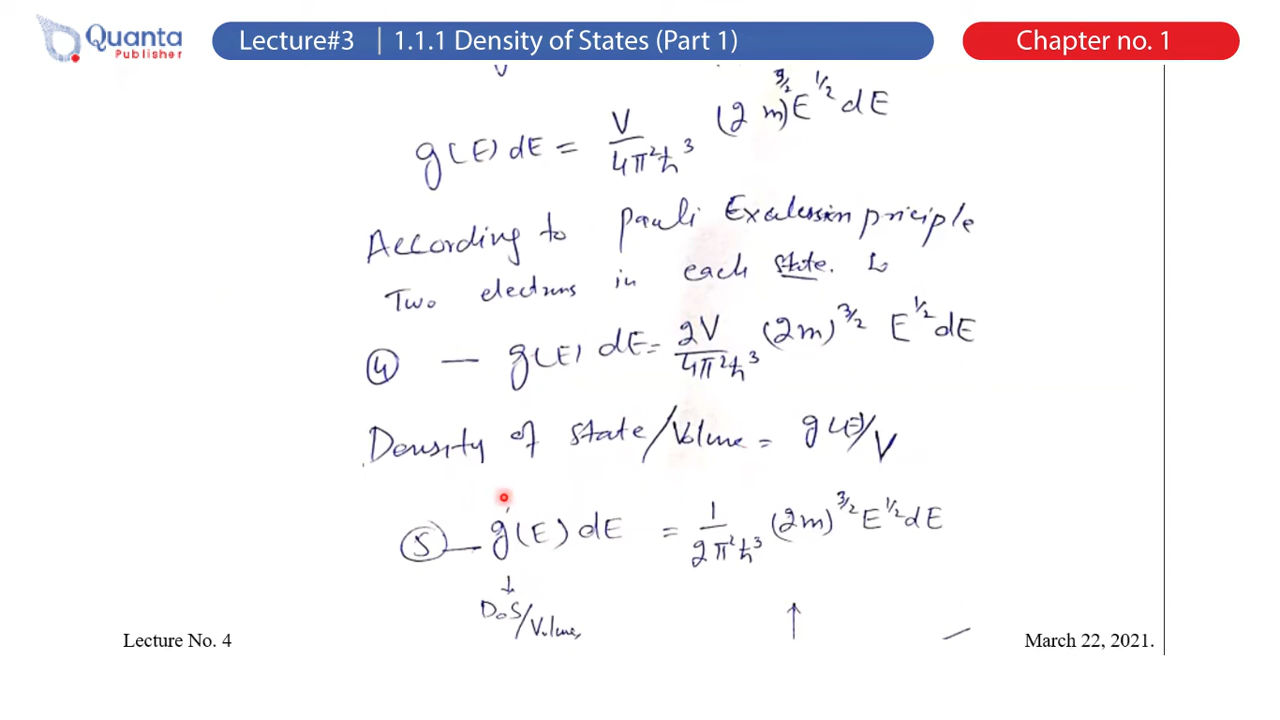 Quanta
Publisher
Lecture#3 | 1.1.1 Density of States (Part 1)
Chapter no. 1
V
g(E) dE = V/4π²ħ³ (2m)^3/2 E^1/2 dE
According to Pauli Exculession priciple
Two electrons in each state. So
④ — g(E) dE = 2V/4π²ħ³ (2m)^3/2 E^1/2 dE
Density of state/Volume = g(E)/V
⑤ — g'(E) dE = 1/2π²ħ³ (2m)^3/2 E^1/2 dE
↓
DoS/Volume ↑
Lecture No. 4
March 22, 2021.